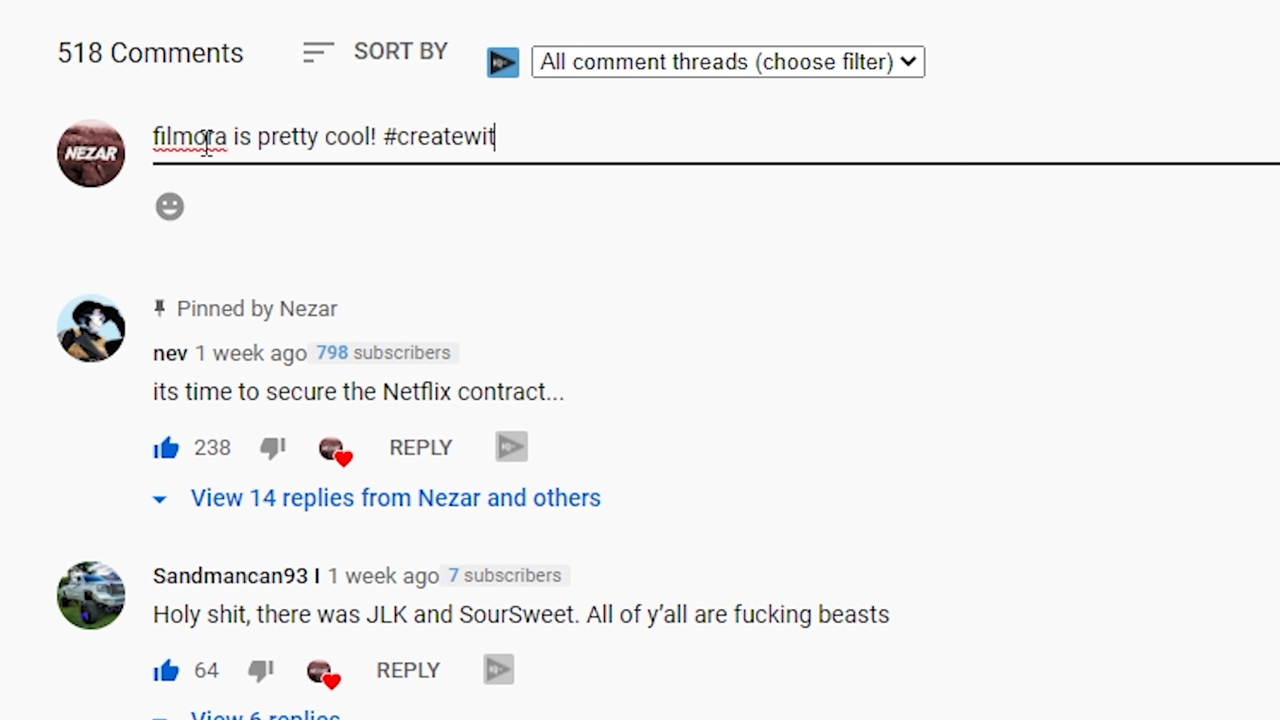 518 Comments SORT BY All comment threads (choose filter)
NEZAR
filmora is pretty cool! #createwit
Pinned by Nezar
nev 1 week ago 798 subscribers
its time to secure the Netflix contract...
238 REPLY
View 14 replies from Nezar and others
Sandmancan93 I 1 week ago 7 subscribers
Holy shit, there was JLK and SourSweet. All of y’all are fucking beasts
64 REPLY
View 6 replies